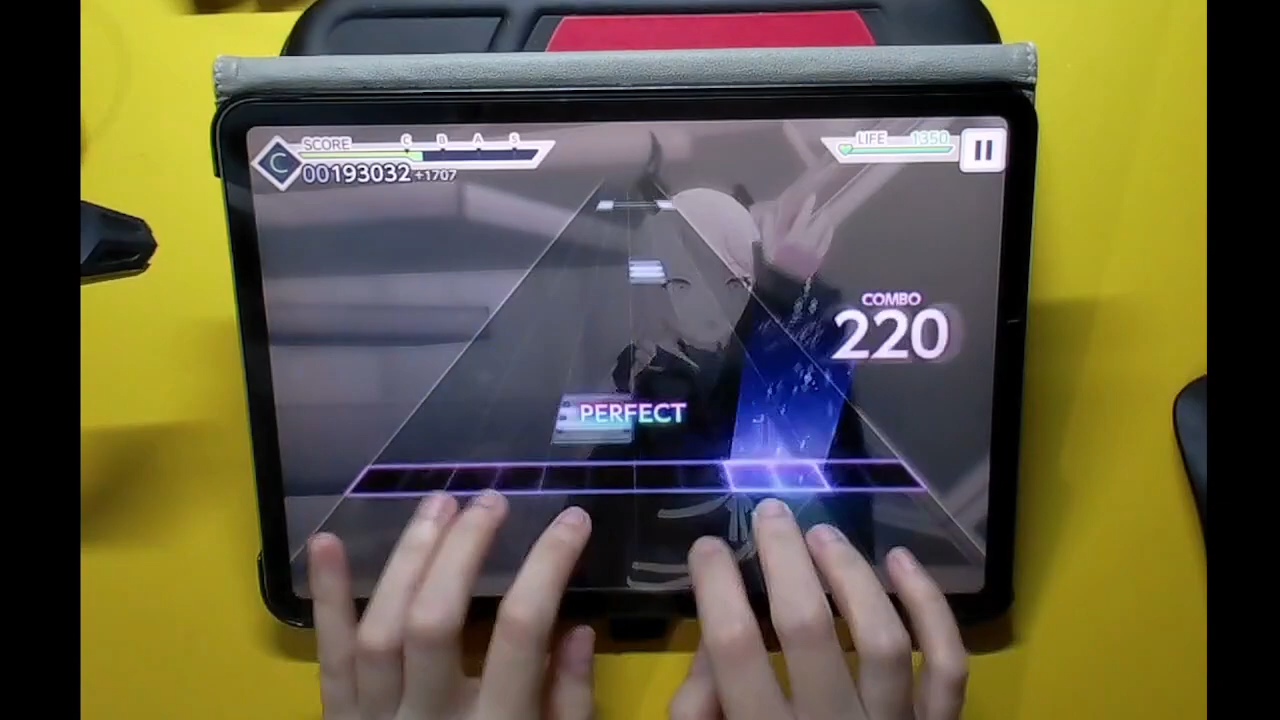 SCORE
C B A S
C
00193032 +1707
LIFE 1350
COMBO
220
PERFECT